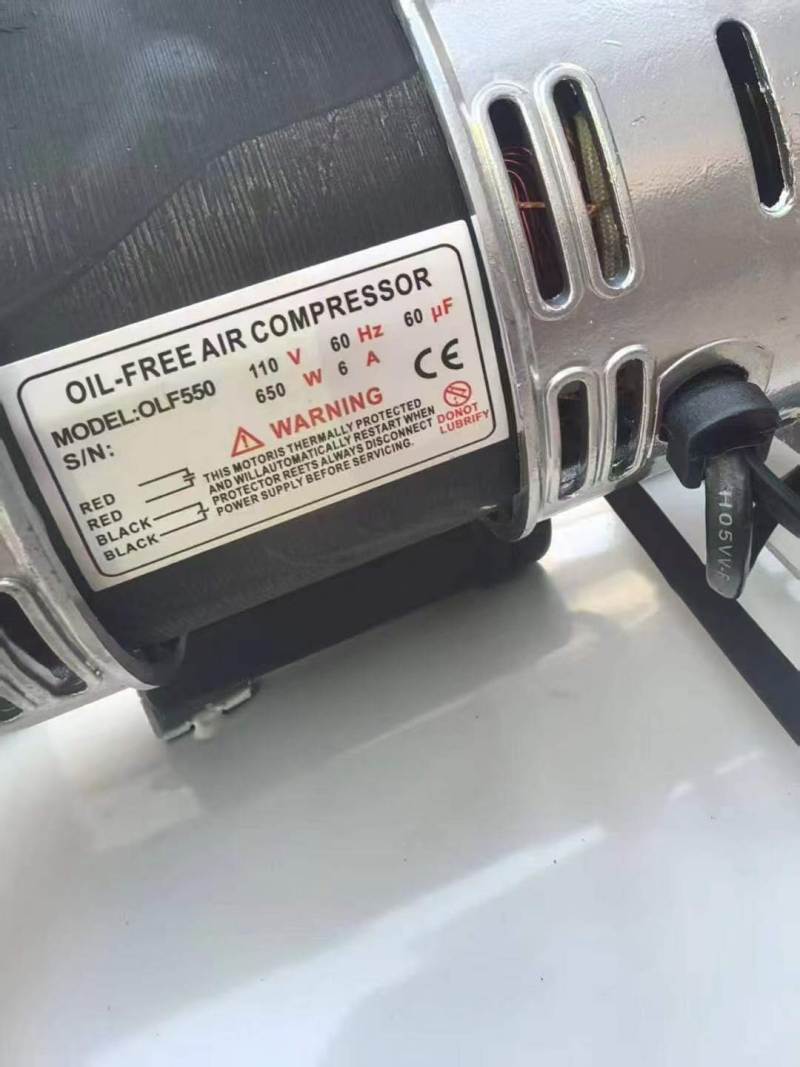 OIL-FREE AIR COMPRESSOR
MODEL:OLF550 110 V 60 Hz 60 µF
S/N: 650 W 6 A CE
WARNING
RED THIS MOTORIS THERMALLY PROTECTED
RED AND WILLAUTOMATICALLY RESTART WHEN
BLACK PROTECTOR REETS ALWAYS DISCONNECT
BLACK POWER SUPPLY BEFORE SERVICING.
DONOT
LUBRIFY
H05VV-F